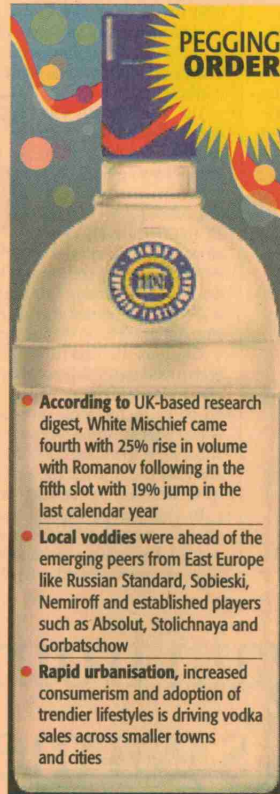 PEGGING
ORDER
WINNER
According to UK-based research
digest, White Mischief came
fourth with 25% rise in volume
with Romanov following in the
fifth slot with 19% jump in the
last calendar year
Local voddies were ahead of the
emerging peers from East Europe
like Russian Standard, Sobieski,
Nemiroff and established players
such as Absolut, Stolichnaya and
Gorbatschow
Rapid urbanisation, increased
consumerism and adoption of
trendier lifestyles is driving vodka
sales across smaller towns
and cities